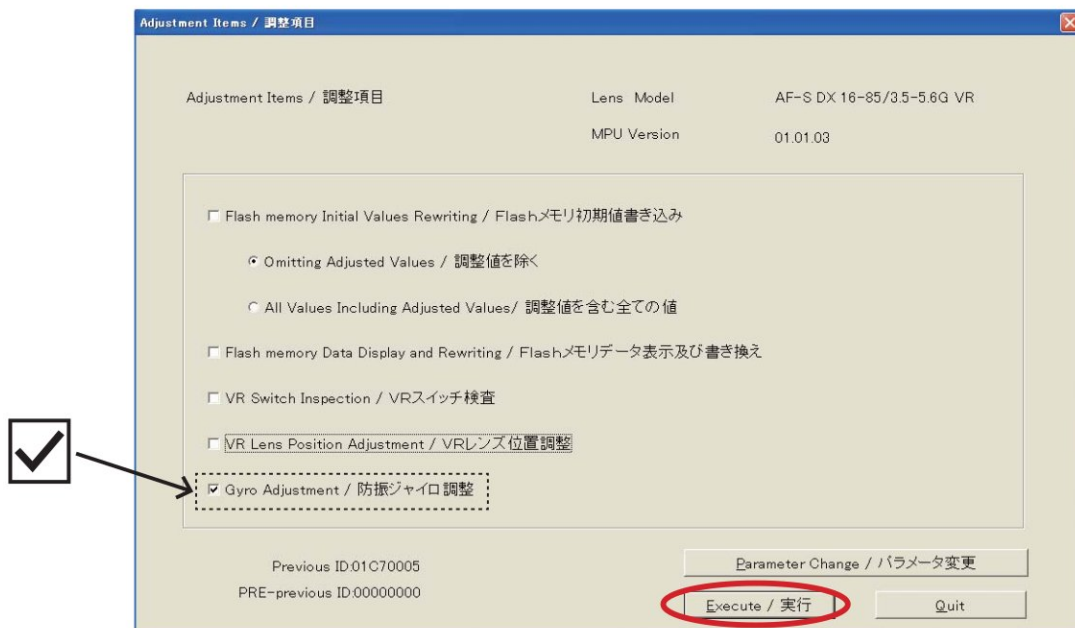 Adjustment Items / 調整項目
Adjustment Items / 調整項目
Lens Model AF-S DX 16-85/3.5-5.6G VR
MPU Version 01.01.03
Flash memory Initial Values Rewriting / Flashメモリ初期値書き込み
Omitting Adjusted Values / 調整値を除く
All Values Including Adjusted Values/ 調整値を含む全ての値
Flash memory Data Display and Rewriting / Flashメモリデータ表示及び書き換え
VR Switch Inspection / VRスイッチ検査
VR Lens Position Adjustment / VRレンズ位置調整
Gyro Adjustment / 防振ジャイロ調整
Previous ID:01C70005
PRE-previous ID:00000000
Parameter Change / パラメータ変更
Execute / 実行
Quit